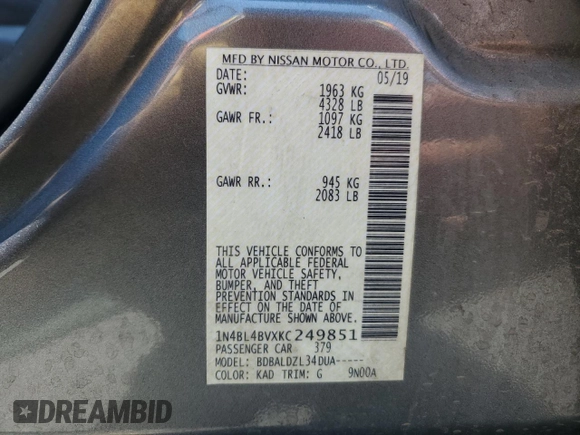 MFD BY NISSAN MOTOR CO., LTD.
DATE: 05/19
GVWR: 1963 KG
4328 LB
GAWR FR.: 1097 KG
2418 LB
GAWR RR.: 945 KG
2083 LB
THIS VEHICLE CONFORMS TO
ALL APPLICABLE FEDERAL
MOTOR VEHICLE SAFETY,
BUMPER, AND THEFT
PREVENTION STANDARDS IN
EFFECT ON THE DATE OF
MANUFACTURE SHOWN ABOVE.
1N4BL4BVXKC249851
PASSENGER CAR 379
MODEL: BDBALDZL34DUA-----
COLOR: KAD TRIM: G 9N00A
DREAMBID